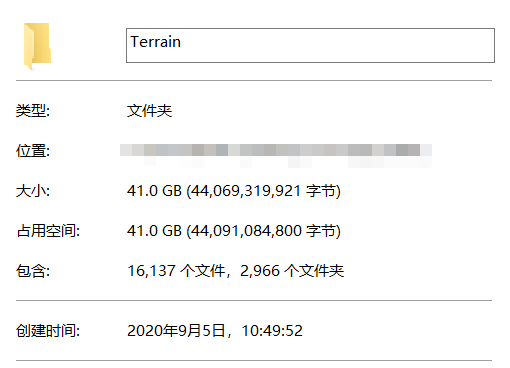 Terrain
类型: 文件夹
位置:
大小: 41.0 GB (44,069,319,921 字节)
占用空间: 41.0 GB (44,091,084,800 字节)
包含: 16,137 个文件，2,966 个文件夹
创建时间: 2020年9月5日，10:49:52